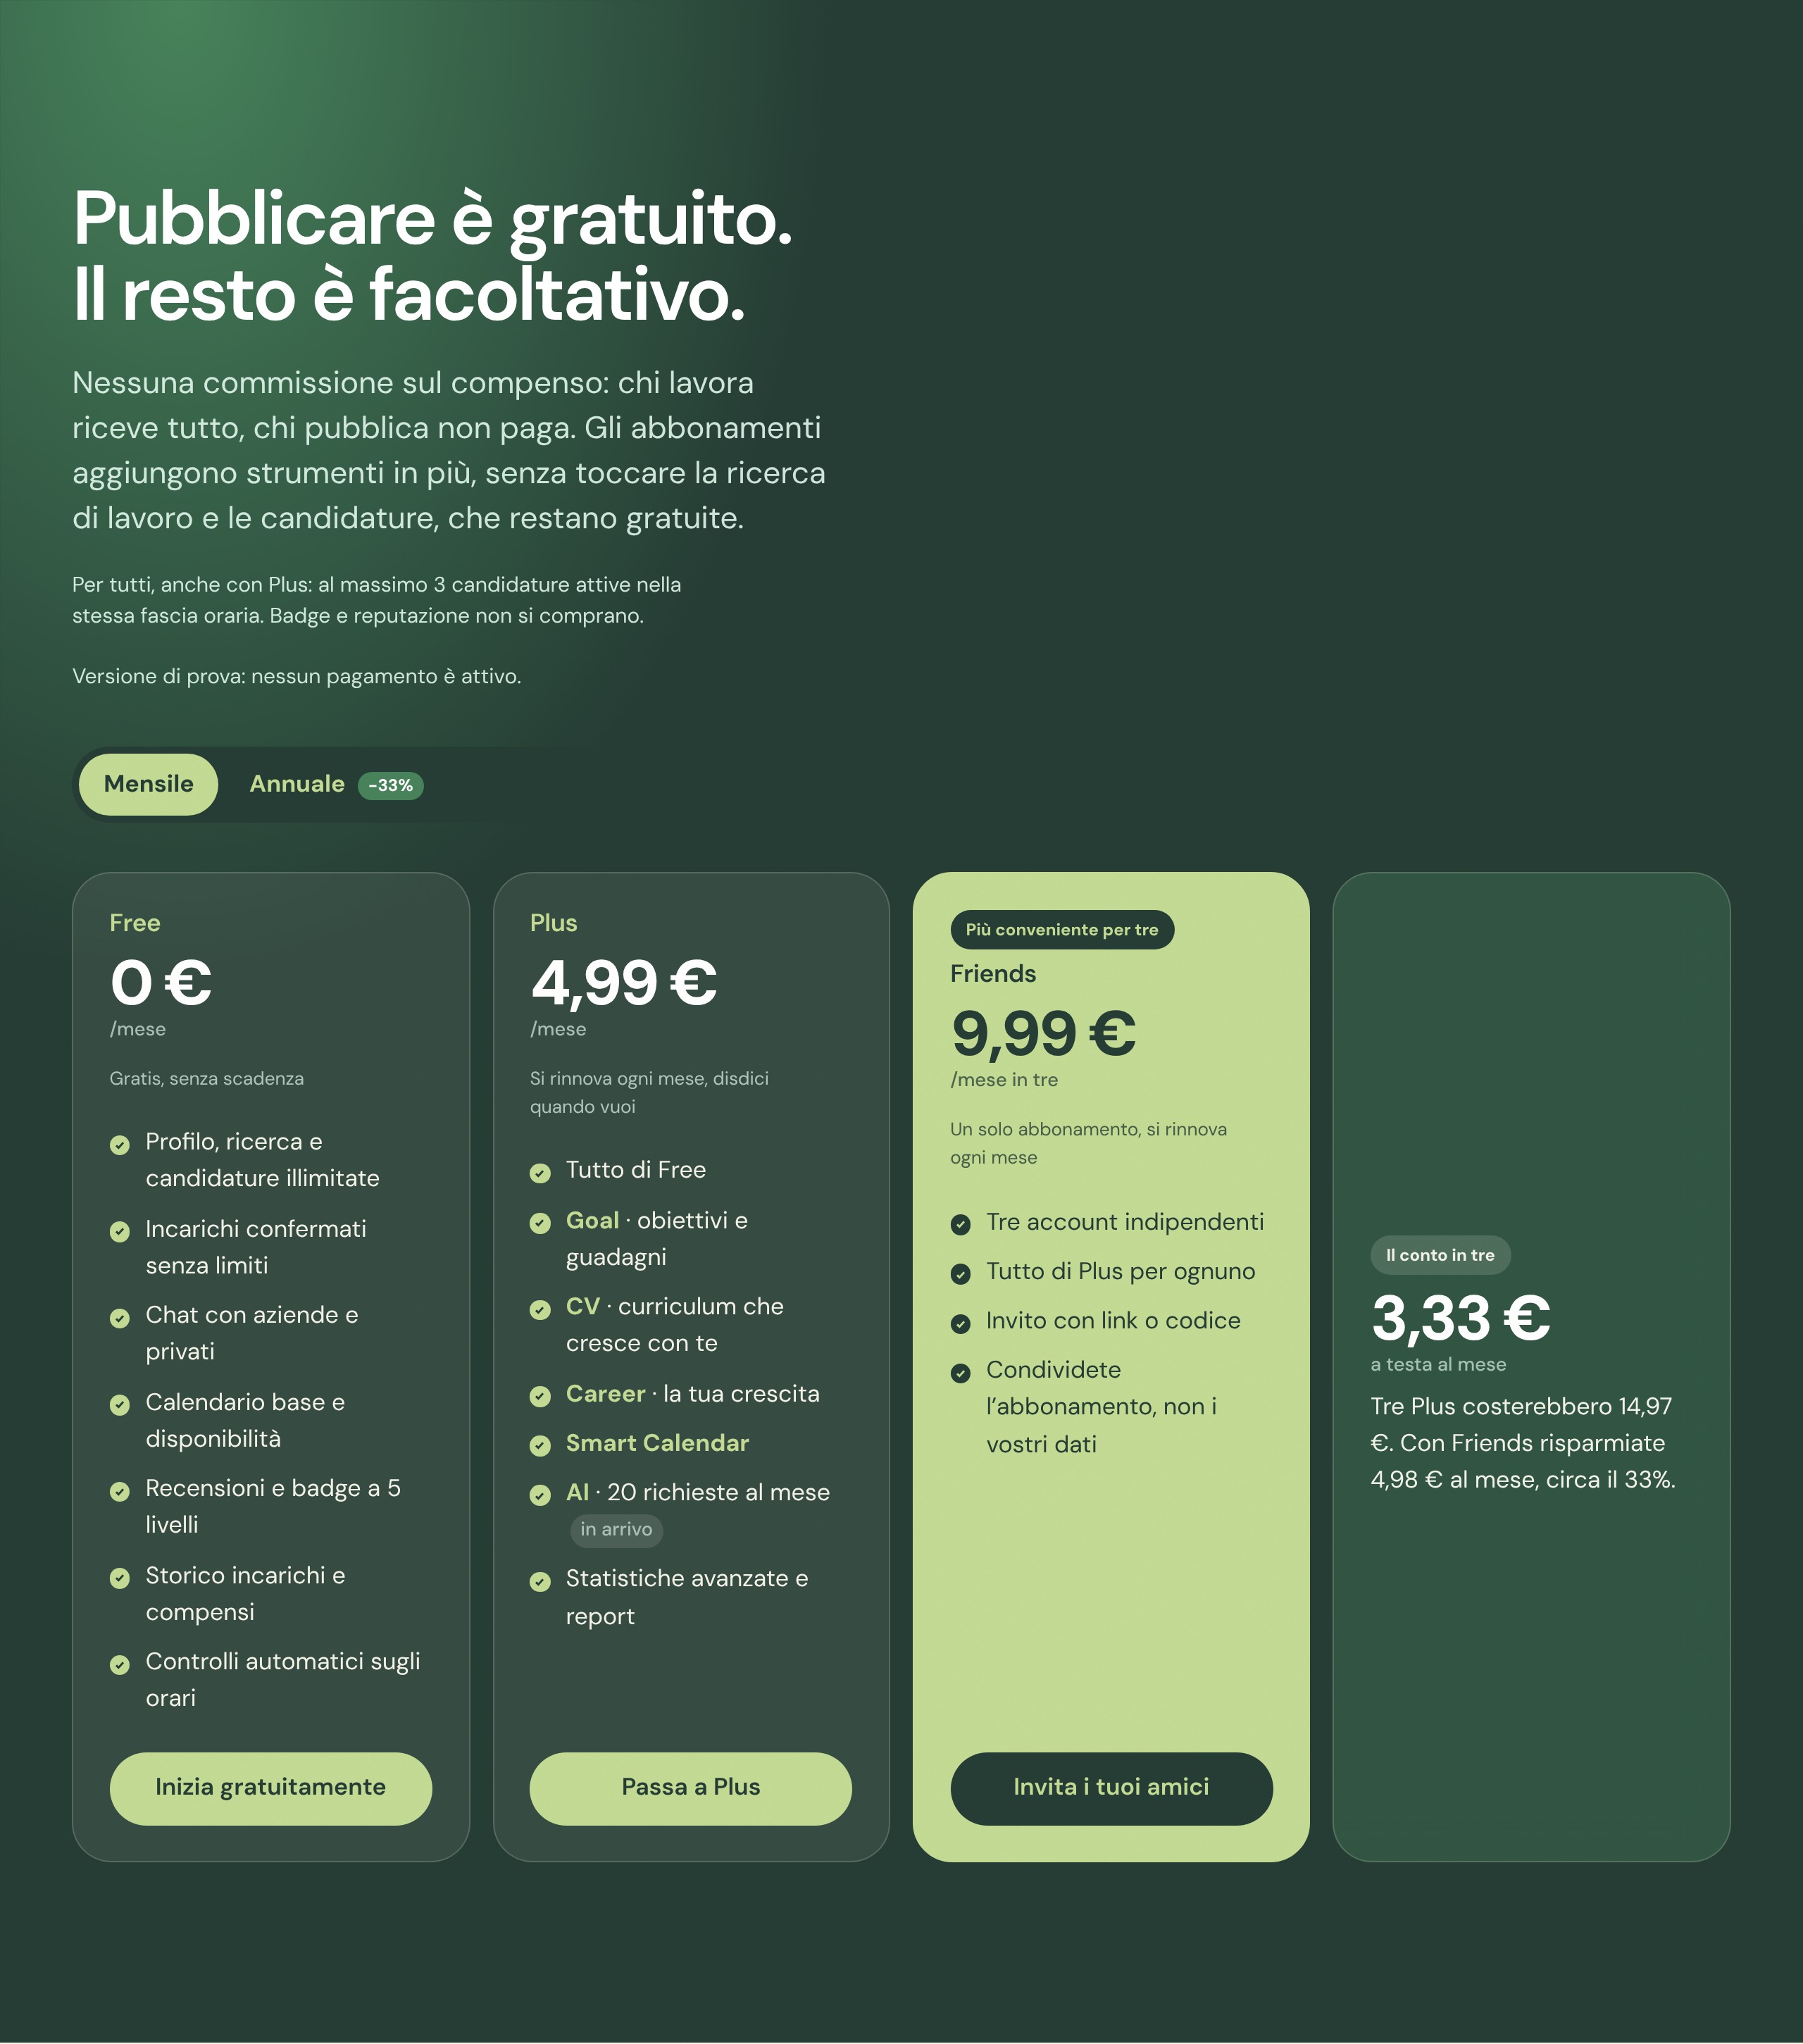 Pubblicare è gratuito.
Il resto è facoltativo.
Nessuna commissione sul compenso: chi lavora
riceve tutto, chi pubblica non paga. Gli abbonamenti
aggiungono strumenti in più, senza toccare la ricerca
di lavoro e le candidature, che restano gratuite.
Per tutti, anche con Plus: al massimo 3 candidature attive nella
stessa fascia oraria. Badge e reputazione non si comprano.
Versione di prova: nessun pagamento è attivo.
Mensile
Annuale
-33%
Free
0 €
/mese
Gratis, senza scadenza
Profilo, ricerca e
candidature illimitate
Incarichi confermati
senza limiti
Chat con aziende e
privati
Calendario base e
disponibilità
Recensioni e badge a 5
livelli
Storico incarichi e
compensi
Controlli automatici sugli
orari
Inizia gratuitamente
Plus
4,99 €
/mese
Si rinnova ogni mese, disdici
quando vuoi
Tutto di Free
Goal · obiettivi e
guadagni
CV · curriculum che
cresce con te
Career · la tua crescita
Smart Calendar
AI · 20 richieste al mese
in arrivo
Statistiche avanzate e
report
Passa a Plus
Più conveniente per tre
Friends
9,99 €
/mese in tre
Un solo abbonamento, si rinnova
ogni mese
Tre account indipendenti
Tutto di Plus per ognuno
Invito con link o codice
Condividete
l’abbonamento, non i
vostri dati
Invita i tuoi amici
Il conto in tre
3,33 €
a testa al mese
Tre Plus costerebbero 14,97
€. Con Friends risparmiate
4,98 € al mese, circa il 33%.